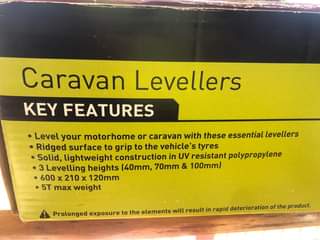 Caravan Levellers
KEY FEATURES
• Level your motorhome or caravan with these essential levellers
• Ridged surface to grip to the vehicle's tyres
• Solid, lightweight construction in UV resistant polypropylene
• 3 Levelling heights (40mm, 70mm & 100mm)
• 600 x 210 x 120mm
• 5T max weight
Prolonged exposure to the elements will result in rapid deterioration of the product.